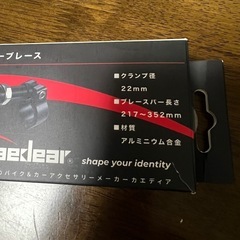 ーブレース
■クランプ径
22mm
■ブレースバー長さ
217～352mm
■材質
アルミニウム合金
aedear
shape your identity
バイク＆カーアクセサリーメーカーカエディア